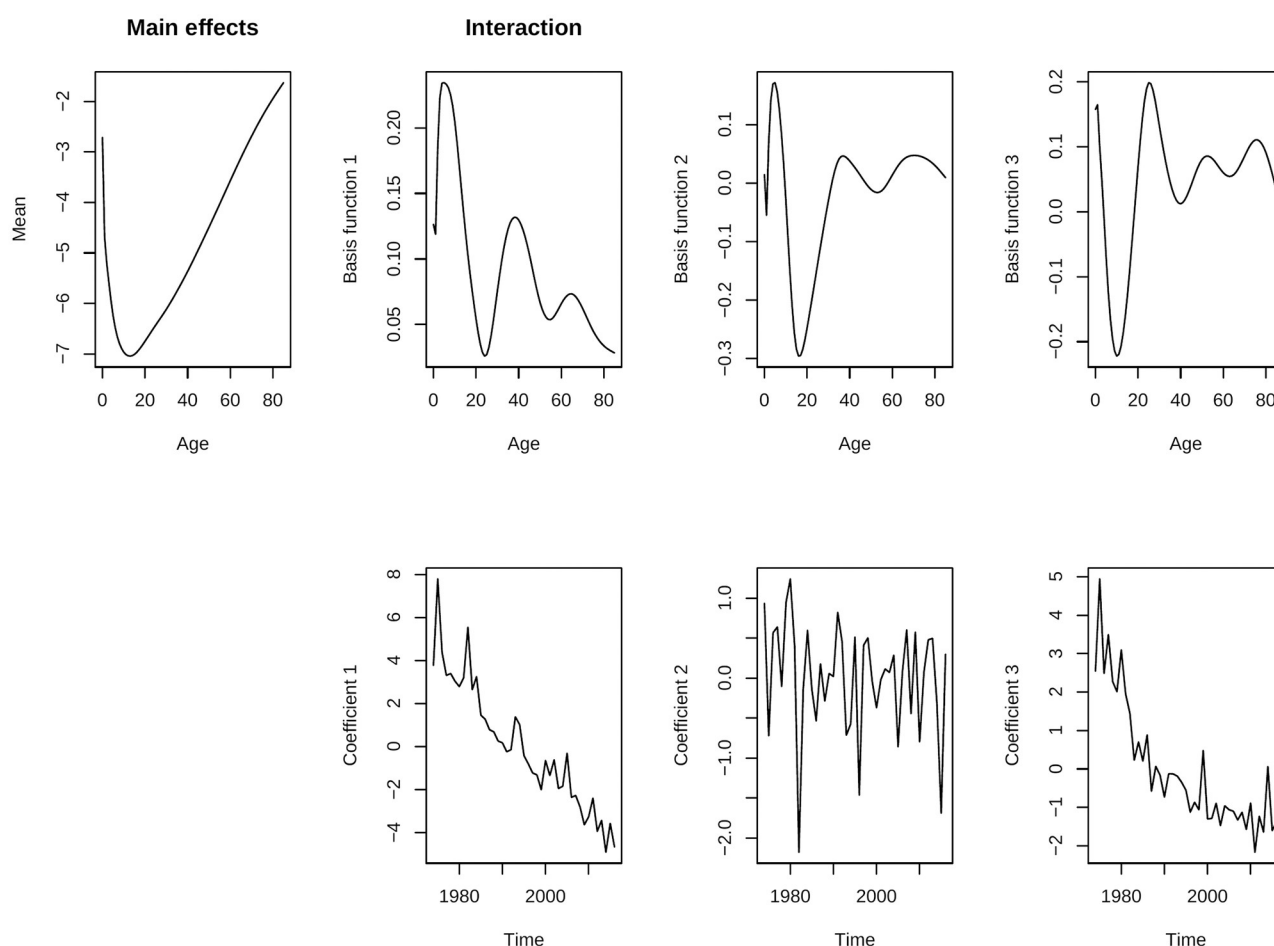 Main effects
Interaction
Mean
−2
−3
−4
−5
−6
−7
0 20 40 60 80
Age
Basis function 1
0.20
0.15
0.10
0.05
0 20 40 60 80
Age
Basis function 2
0.1
0.0
−0.1
−0.2
−0.3
0 20 40 60 80
Age
Basis function 3
0.2
0.1
0.0
−0.1
−0.2
0 20 40 60 80
Age
Coefficient 1
8
6
4
2
0
−2
−4
1980 2000
Time
Coefficient 2
1.0
0.0
−1.0
−2.0
1980 2000
Time
Coefficient 3
5
4
3
2
1
0
−1
−2
1980 2000
Time